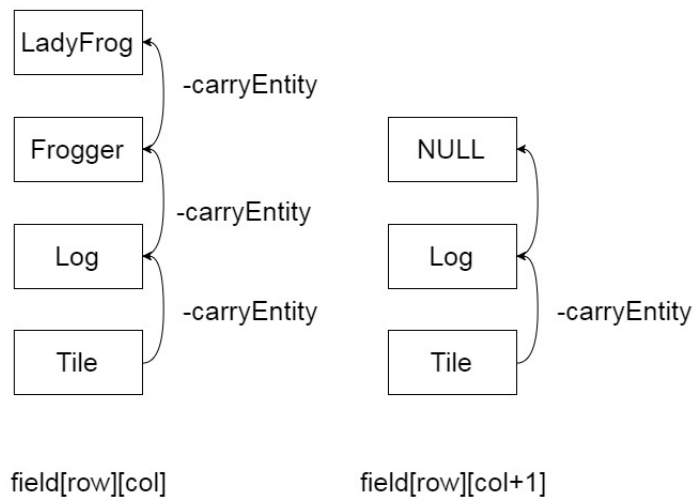 LadyFrog
-carryEntity
Frogger
NULL
-carryEntity
Log
Log
-carryEntity
-carryEntity
Tile
Tile
field[row][col]
field[row][col+1]